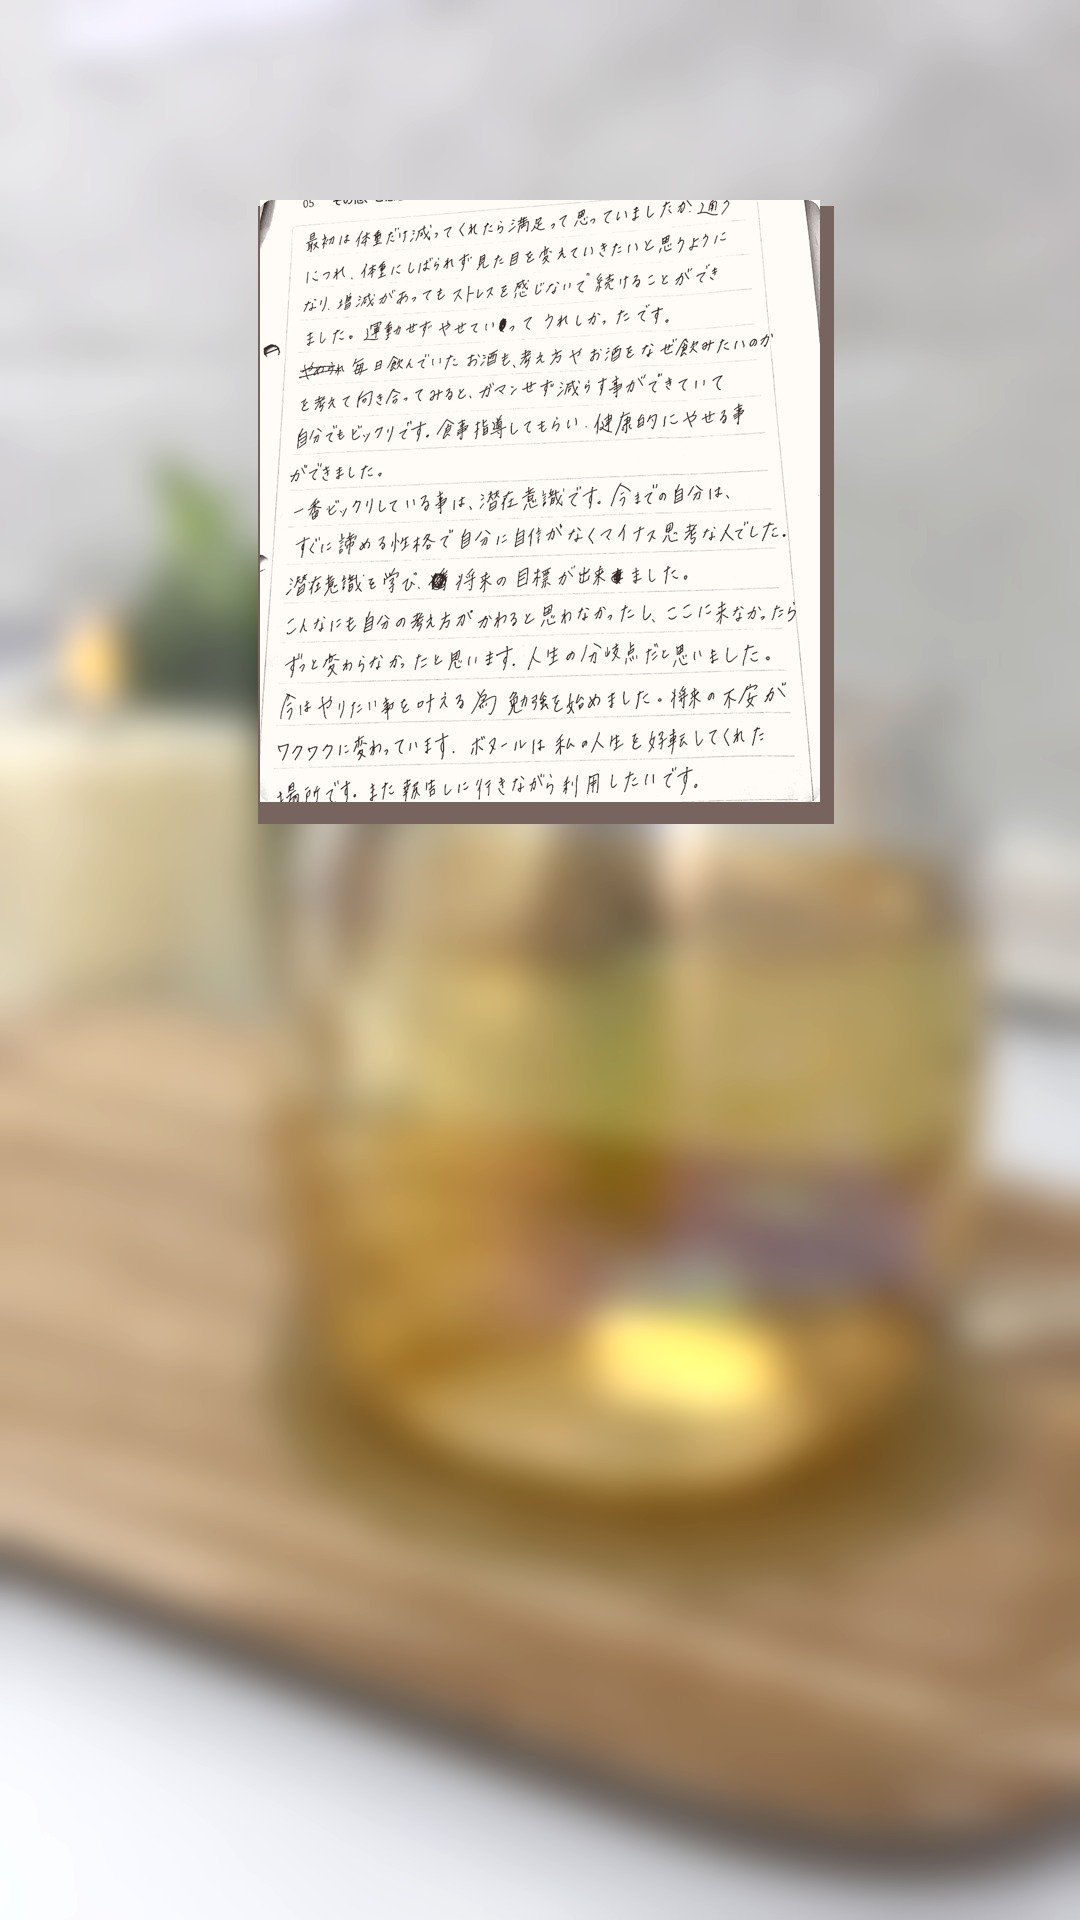 05
最初は体重だけ減ってくれたら満足って思っていましたが、通う
につれ、体重にしばられず見た目を変えていきたいと思うように
なり、増減があってもストレスを感じないで続けることができ
ました。運動せずやせていって うれしかったです。
毎日飲んでいたお酒も、考え方やお酒をなぜ飲みたいのか
を考えて向き合ってみると、ガマンせず減らす事ができていて
自分でもビックリです。食事指導してもらい、健康的にやせる事
ができました。
一番ビックリしている事は、潜在意識です。今までの自分は、
すぐに諦める性格で自分に自信がなくマイナス思考な人でした。
潜在意識を学び、将来の目標が出来ました。
こんなにも自分の考え方がかわると思わなかったし、ここに来なかったら
ずっと変わらなかったと思います。人生の分岐点だと思いました。
今はやりたい事を叶える為 勉強を始めました。将来の不安が
ワクワクに変わっています。ボヌールは私の人生を好転してくれた
場所です。また報告しに行きながら利用したいです。